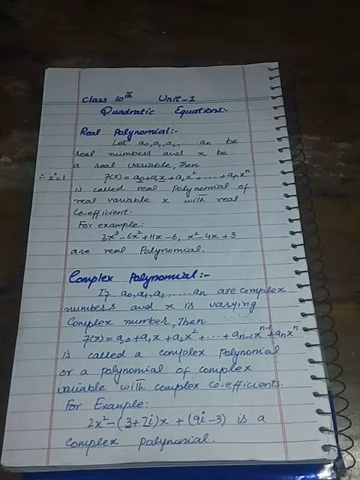 Class 10th Unit-1
Quadratic Equations:-
Real Polynomial:-
Let a0, a1, a2, ... an be
real numbers and x be
a real variable, Then
∴ x⁰=1 f(x) = a0+a1x+a2x²+.....+anxⁿ
is called real polynomial of
real variable x with real
co-efficient.
For example:
2x³-6x²+11x-6, x²-4x+3
are real Polynomial.
Complex Polynomial:-
If a0, a1, a2, ..... an are complex
numbers and x is varying
Complex number, Then
f(x) = a0+a1x+a2x²+....+an-1xⁿ⁻¹+anxⁿ
is called a complex polynomial
or a polynomial of complex
variable with complex co-efficients.
For Example:
2x²-(3+7i)x+(9i-3) is a
Complex polynomial.